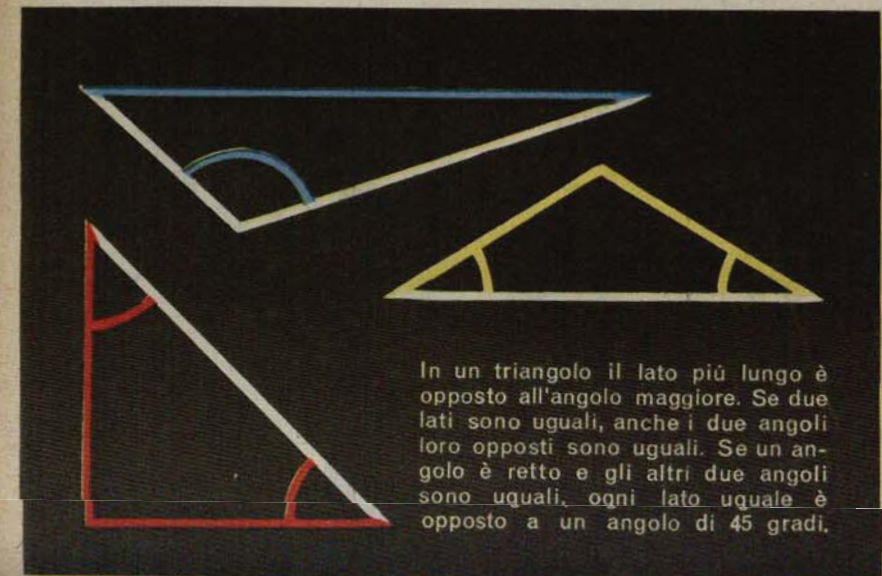 In un triangolo il lato piú lungo è
opposto all'angolo maggiore. Se due
lati sono uguali, anche i due angoli
loro opposti sono uguali. Se un an-
golo è retto e gli altri due angoli
sono uguali, ogni lato uguale è
opposto a un angolo di 45 gradi.